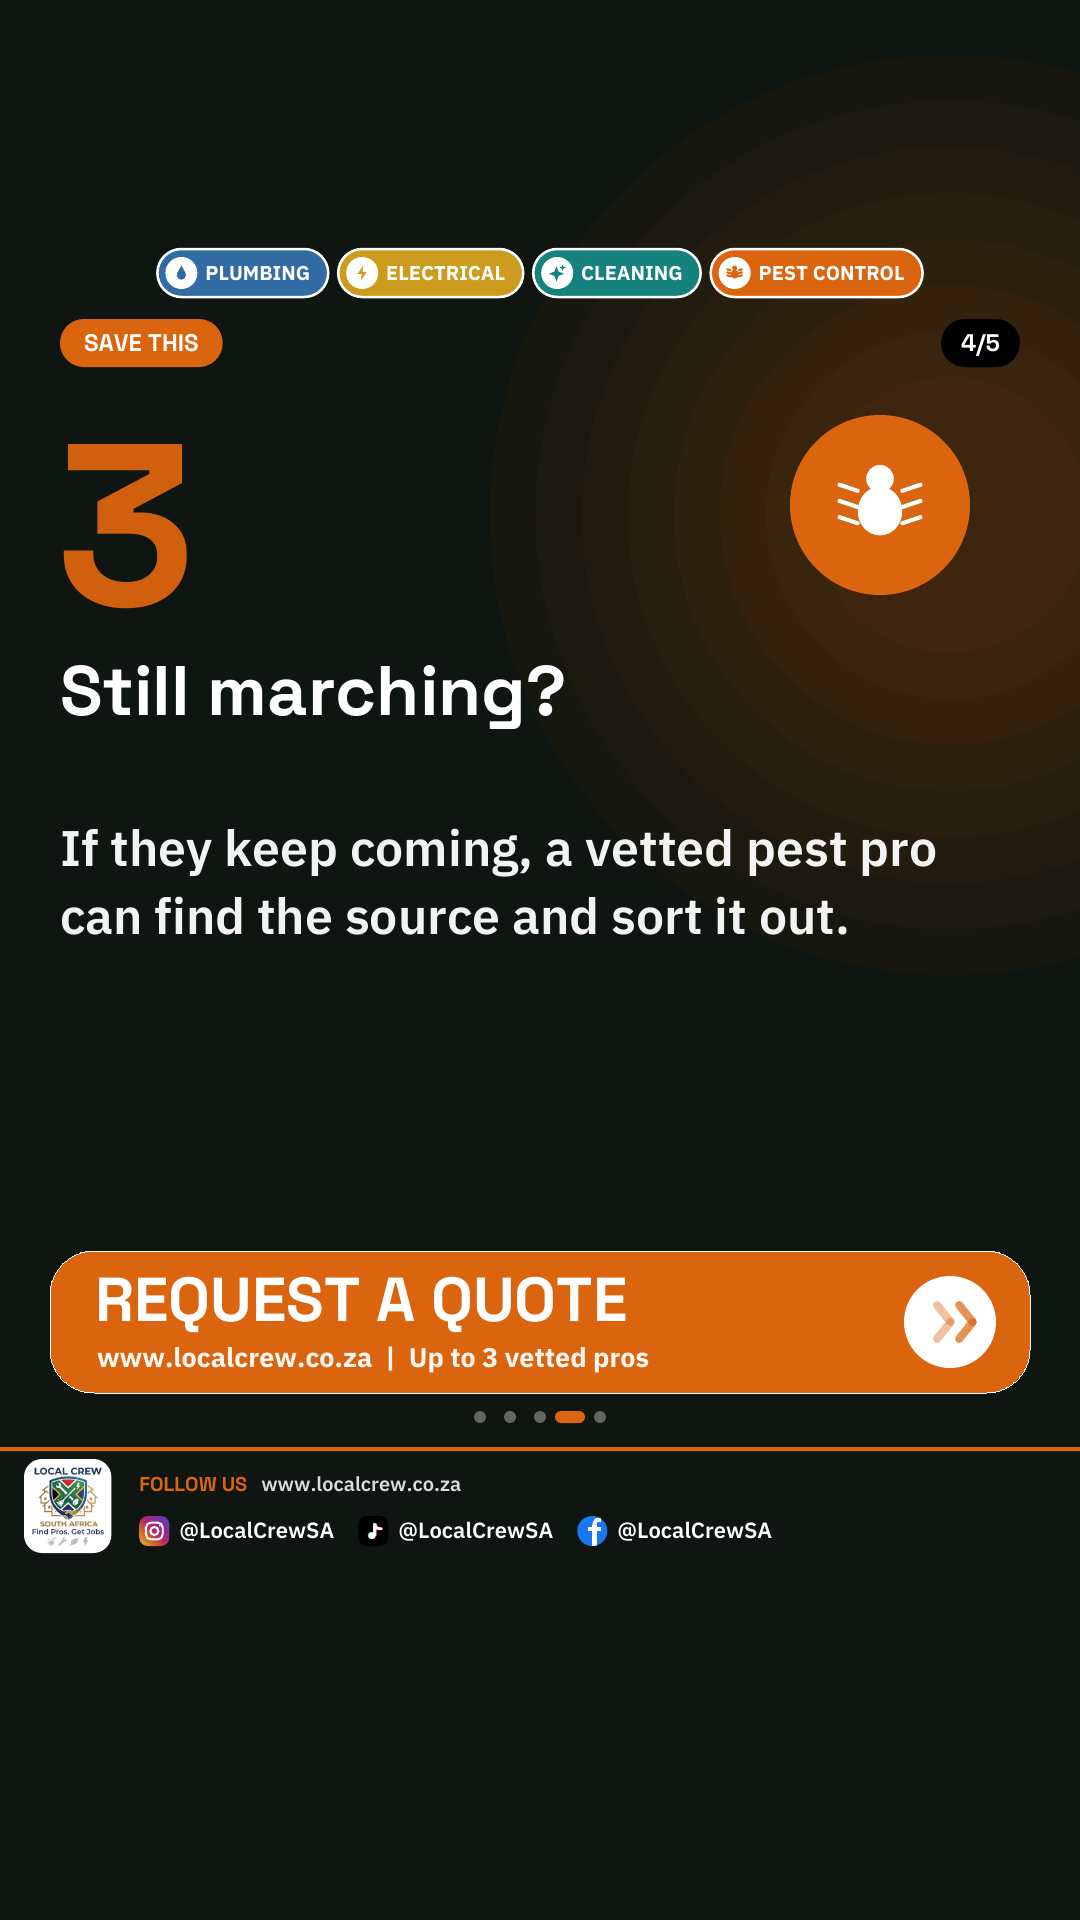 PLUMBING
ELECTRICAL
CLEANING
PEST CONTROL
SAVE THIS
4/5
3
Still marching?
If they keep coming, a vetted pest pro
can find the source and sort it out.
REQUEST A QUOTE
www.localcrew.co.za | Up to 3 vetted pros
LOCAL CREW
SOUTH AFRICA
Find Pros. Get Jobs
FOLLOW US www.localcrew.co.za
@LocalCrewSA @LocalCrewSA @LocalCrewSA